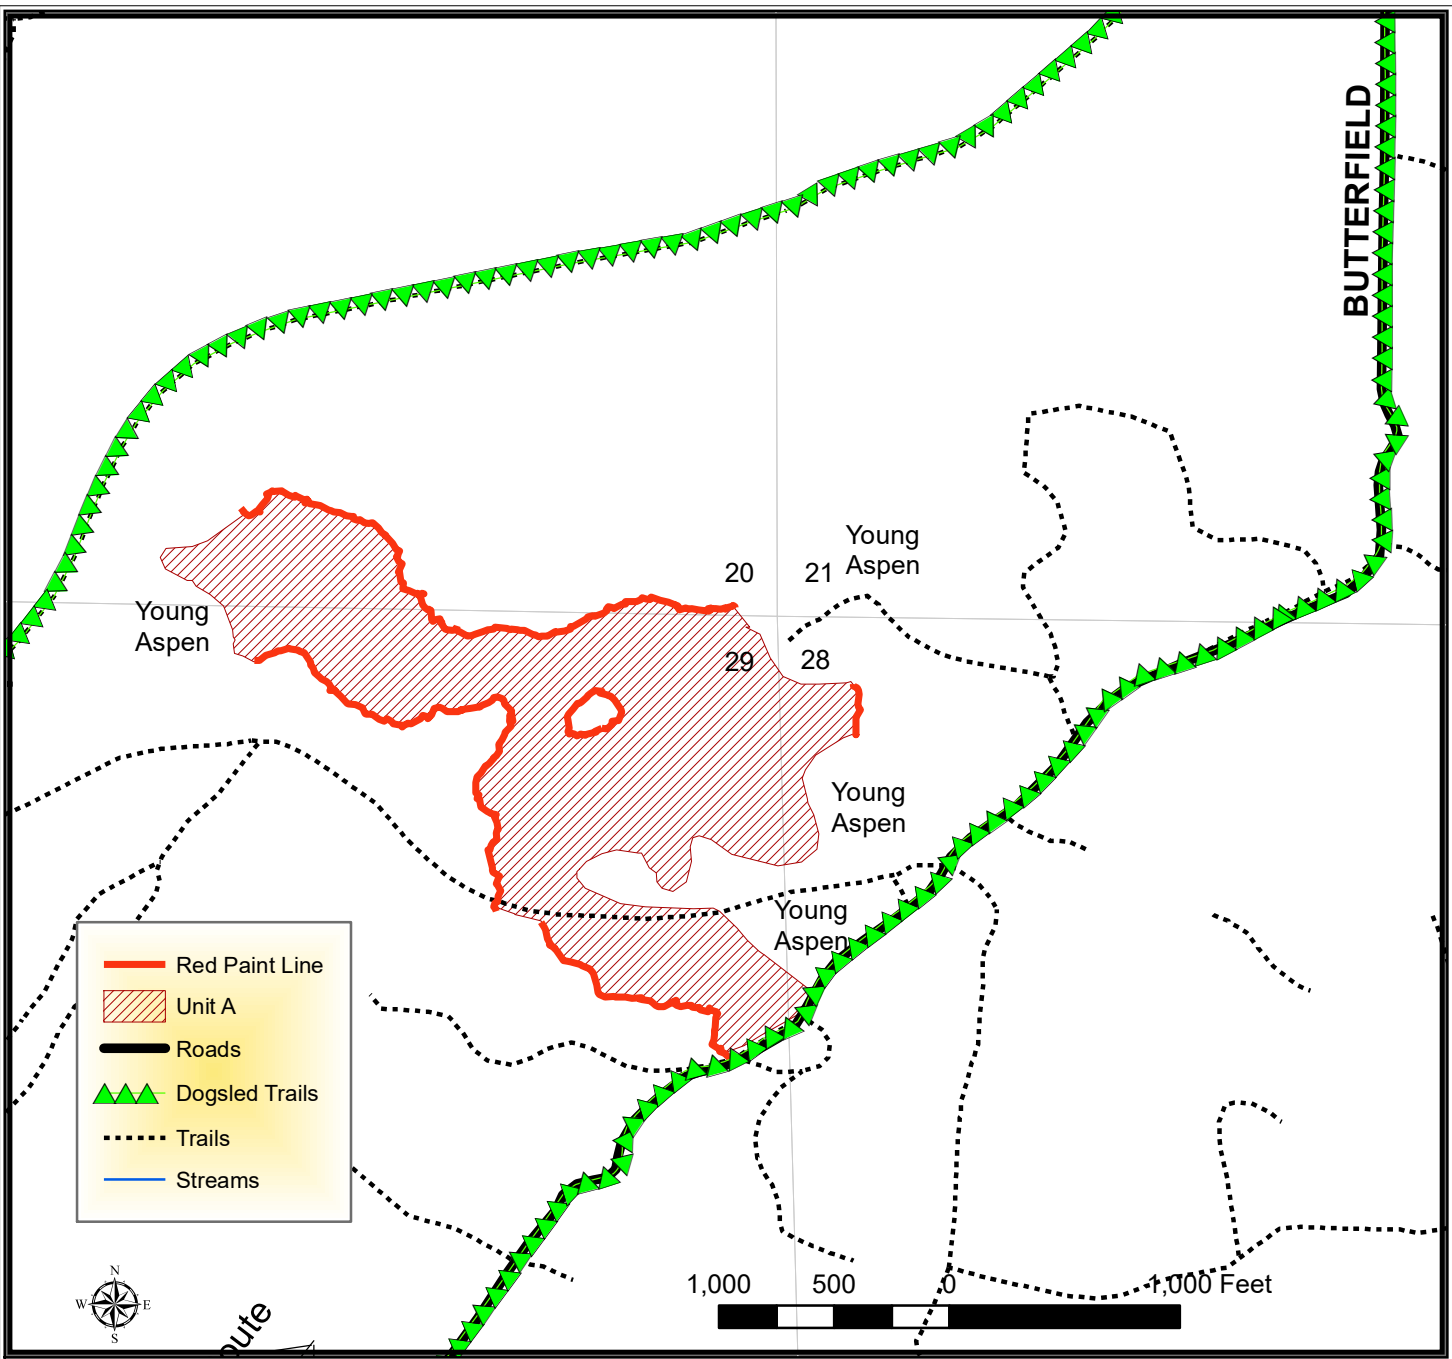 BUTTERFIELD
Young
Aspen
20
21
Young
Aspen
29
28
Young
Aspen
Young
Aspen
Red Paint Line
Unit A
Roads
Dogsled Trails
Trails
Streams
N
W
E
S
oute
1,000
500
0
1,000 Feet